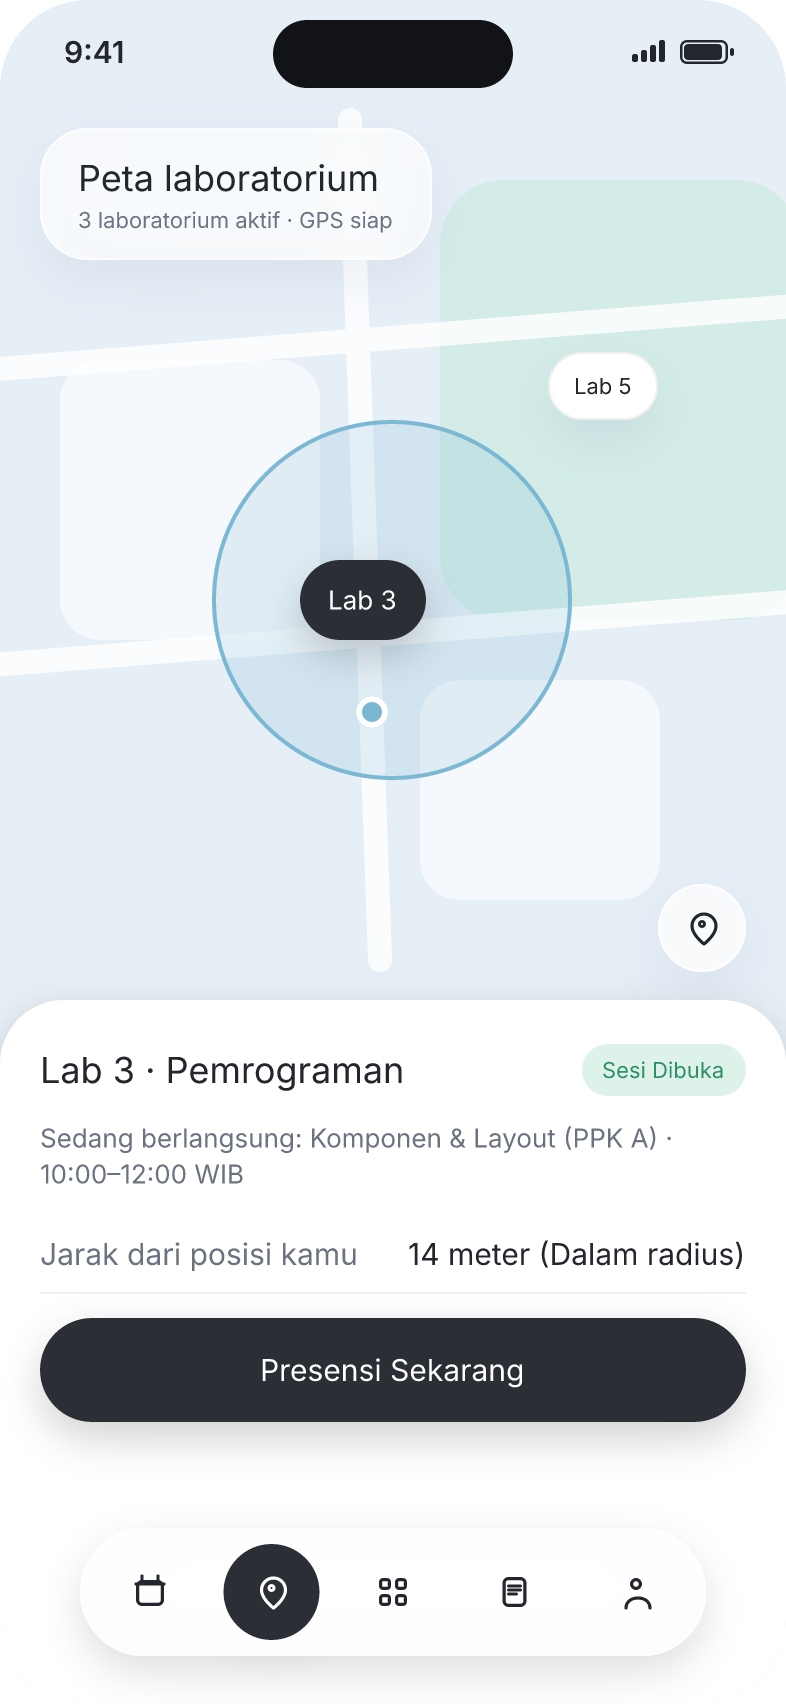 9:41
Peta laboratorium
3 laboratorium aktif · GPS siap
Lab 5
Lab 3
Lab 3 · Pemrograman
Sesi Dibuka
Sedang berlangsung: Komponen & Layout (PPK A) ·
10:00–12:00 WIB
Jarak dari posisi kamu
14 meter (Dalam radius)
Presensi Sekarang